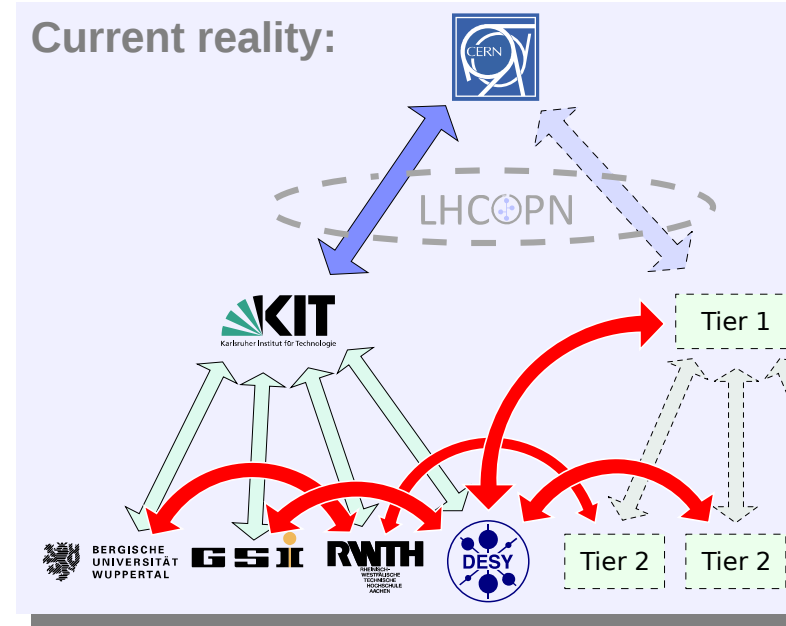 Current reality:
CERN
LHCOPN
KIT
Karlsruher Institut für Technologie
Tier 1
BERGISCHE
UNIVERSITÄT
WUPPERTAL
GSI
RWTH
RHEINISCH-
WESTFÄLISCHE
TECHNISCHE
HOCHSCHULE
AACHEN
DESY
Tier 2
Tier 2